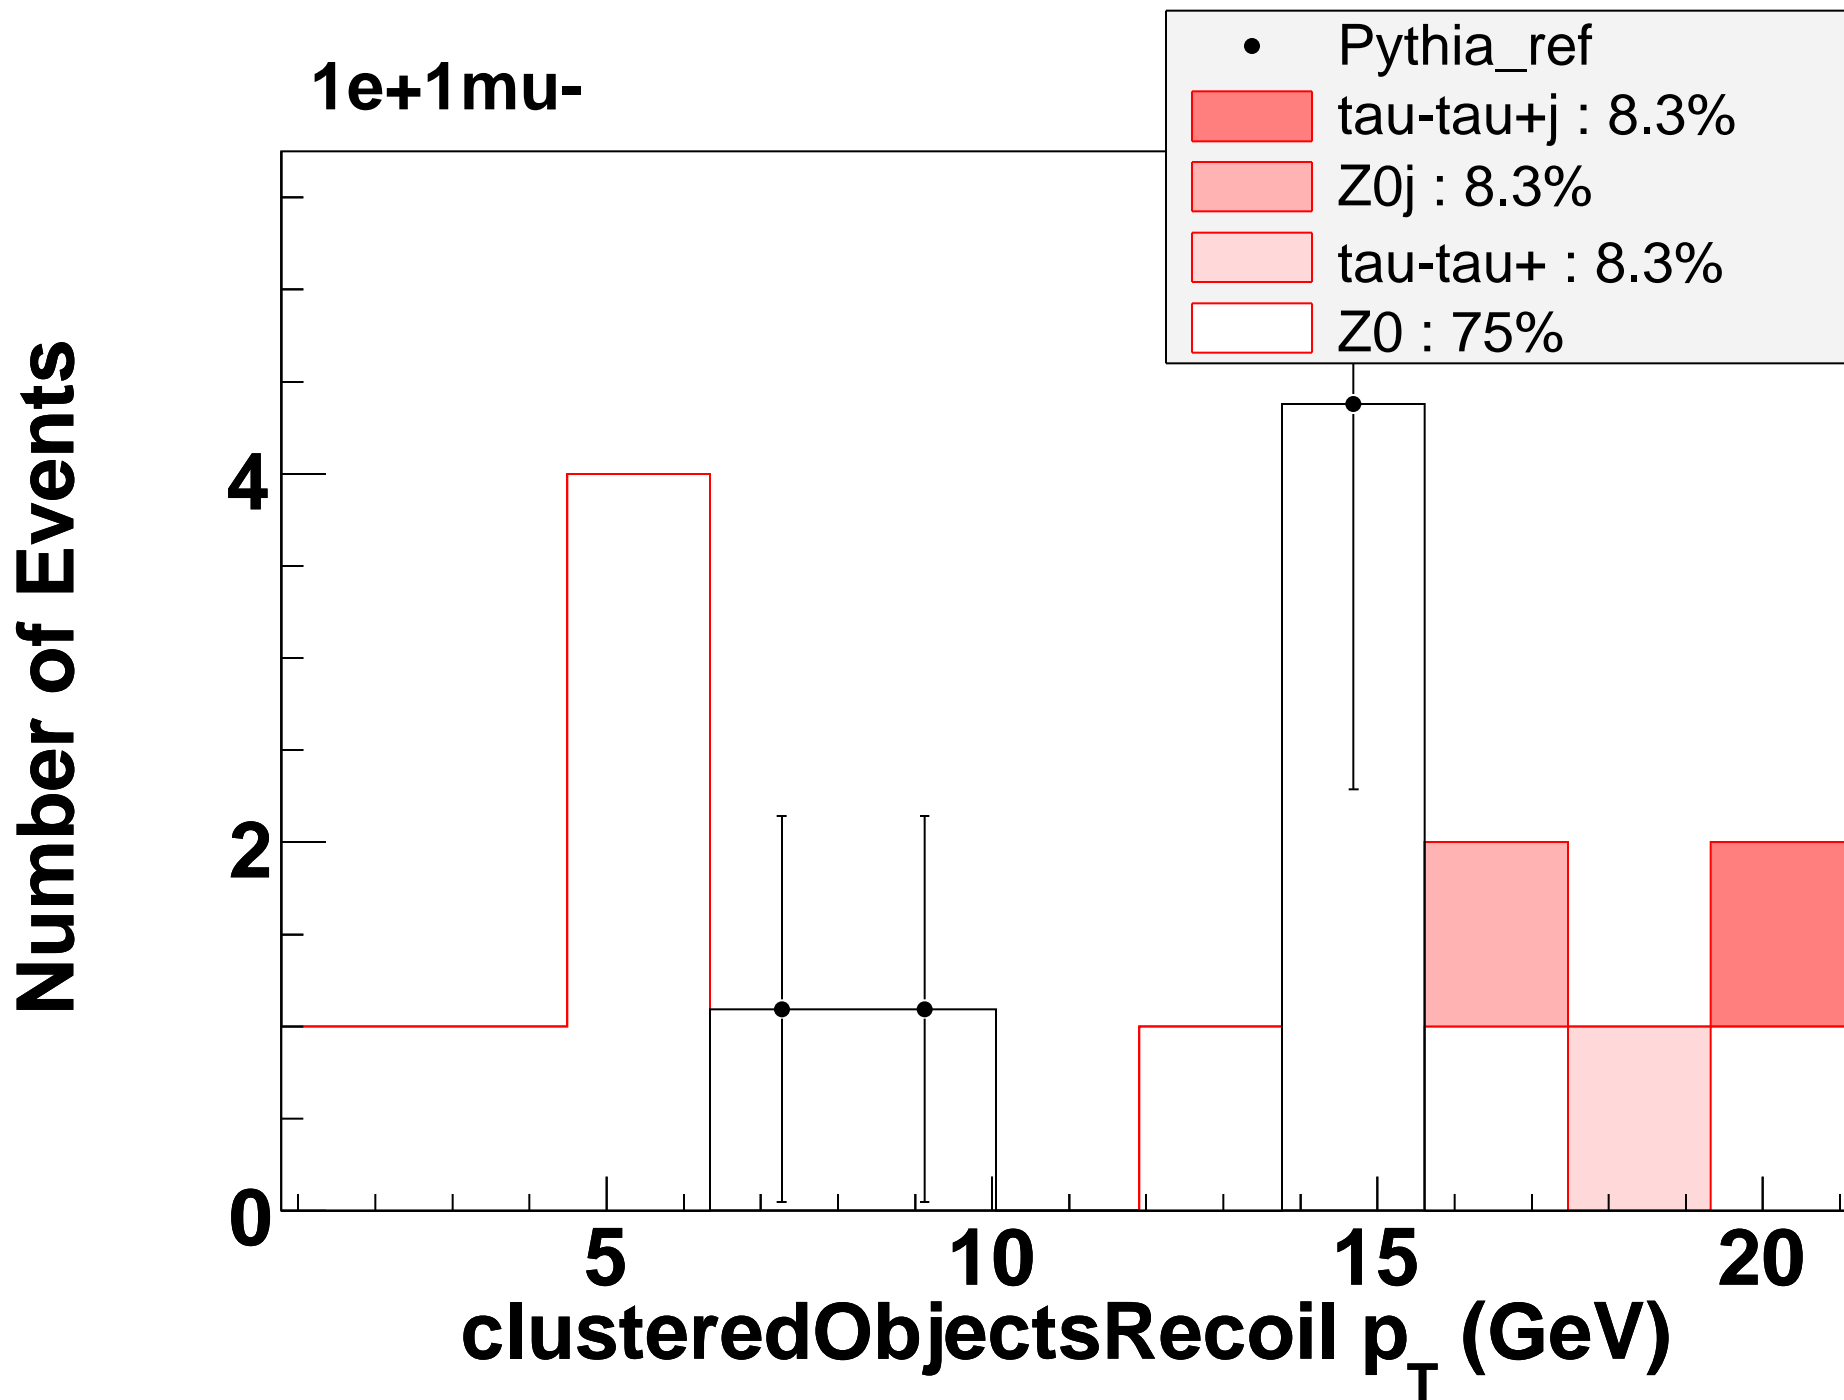 1e+1mu-
Pythia_ref
tau-tau+j : 8.3%
Z0j : 8.3%
tau-tau+ : 8.3%
Z0 : 75%
Number of Events
4
2
0
5 10 15 20
clusteredObjectsRecoil p_T (GeV)